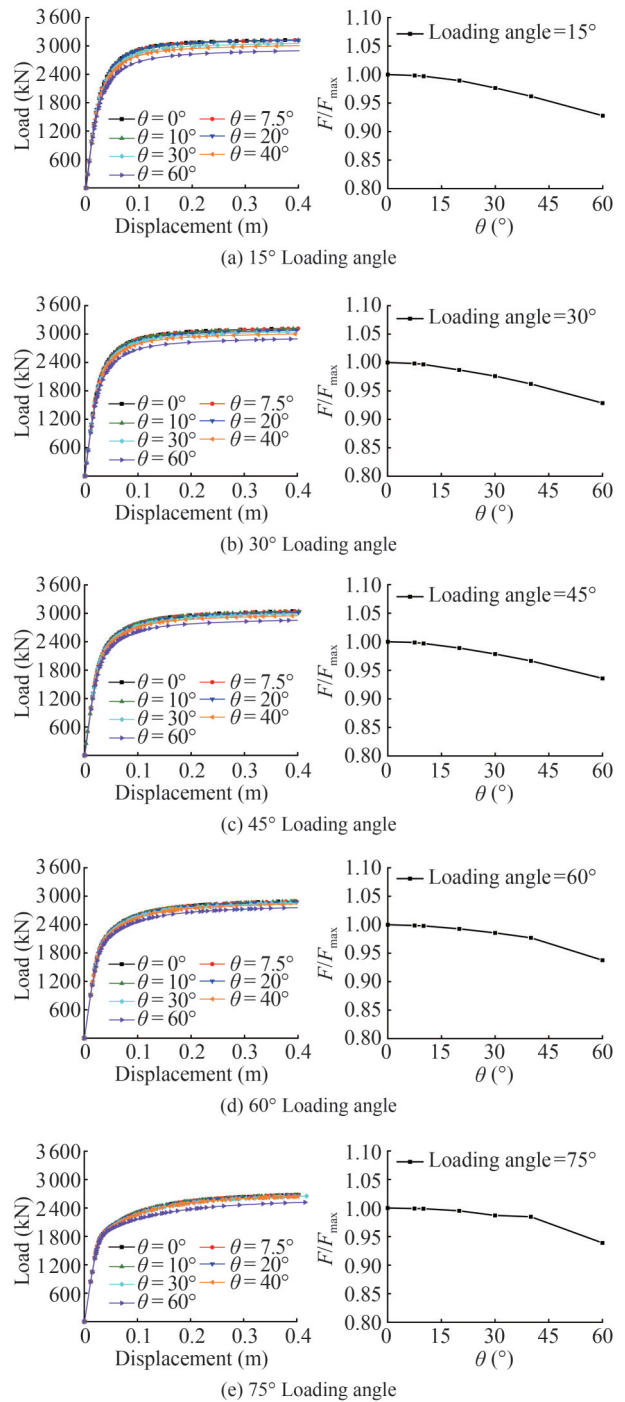 3 600
3 000
2 400
1 800
1 200
600
Load (kN)
θ = 0° θ = 7.5°
θ = 10° θ = 20°
θ = 30° θ = 40°
θ = 60°
0 0.1 0.2 0.3 0.4
Displacement (m)
1.10
1.05
1.00
0.95
0.90
0.85
0.80
F/Fmax
Loading angle=15°
0 15 30 45 60
θ (°)
(a) 15° Loading angle
3 600
3 000
2 400
1 800
1 200
600
Load (kN)
θ = 0° θ = 7.5°
θ = 10° θ = 20°
θ = 30° θ = 40°
θ = 60°
0 0.1 0.2 0.3 0.4
Displacement (m)
1.10
1.05
1.00
0.95
0.90
0.85
0.80
F/Fmax
Loading angle=30°
0 15 30 45 60
θ (°)
(b) 30° Loading angle
3 600
3 000
2 400
1 800
1 200
600
Load (kN)
θ = 0° θ = 7.5°
θ = 10° θ = 20°
θ = 30° θ = 40°
θ = 60°
0 0.1 0.2 0.3 0.4
Displacement (m)
1.10
1.05
1.00
0.95
0.90
0.85
0.80
F/Fmax
Loading angle=45°
0 15 30 45 60
θ (°)
(c) 45° Loading angle
3 600
3 000
2 400
1 800
1 200
600
Load (kN)
θ = 0° θ = 7.5°
θ = 10° θ = 20°
θ = 30° θ = 40°
θ = 60°
0 0.1 0.2 0.3 0.4
Displacement (m)
1.10
1.05
1.00
0.95
0.90
0.85
0.80
F/Fmax
Loading angle=60°
0 15 30 45 60
θ (°)
(d) 60° Loading angle
3 600
3 000
2 400
1 800
1 200
600
Load (kN)
θ = 0° θ = 7.5°
θ = 10° θ = 20°
θ = 30° θ = 40°
θ = 60°
0 0.1 0.2 0.3 0.4
Displacement (m)
1.10
1.05
1.00
0.95
0.90
0.85
0.80
F/Fmax
Loading angle=75°
0 15 30 45 60
θ (°)
(e) 75° Loading angle